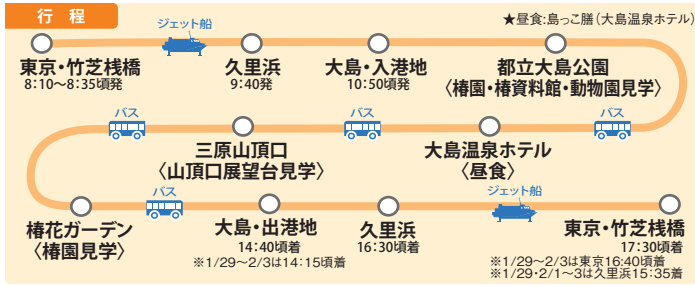 行程
★昼食:島っこ膳(大島温泉ホテル)
ジェット船
東京・竹芝桟橋
8:10〜8:35頃発
久里浜
9:40発
大島・入港地
10:50頃発
都立大島公園
〈椿園・椿資料館・動物園見学〉
バス
バス
バス
三原山頂口
〈山頂口展望台見学〉
大島温泉ホテル
〈昼食〉
バス
ジェット船
椿花ガーデン
〈椿園見学〉
大島・出港地
14:40頃着
※1/29〜2/3は14:15頃着
久里浜
16:30頃着
東京・竹芝桟橋
17:30頃着
※1/29〜2/3は東京16:40頃着
※1/29・2/1〜3は久里浜15:35着